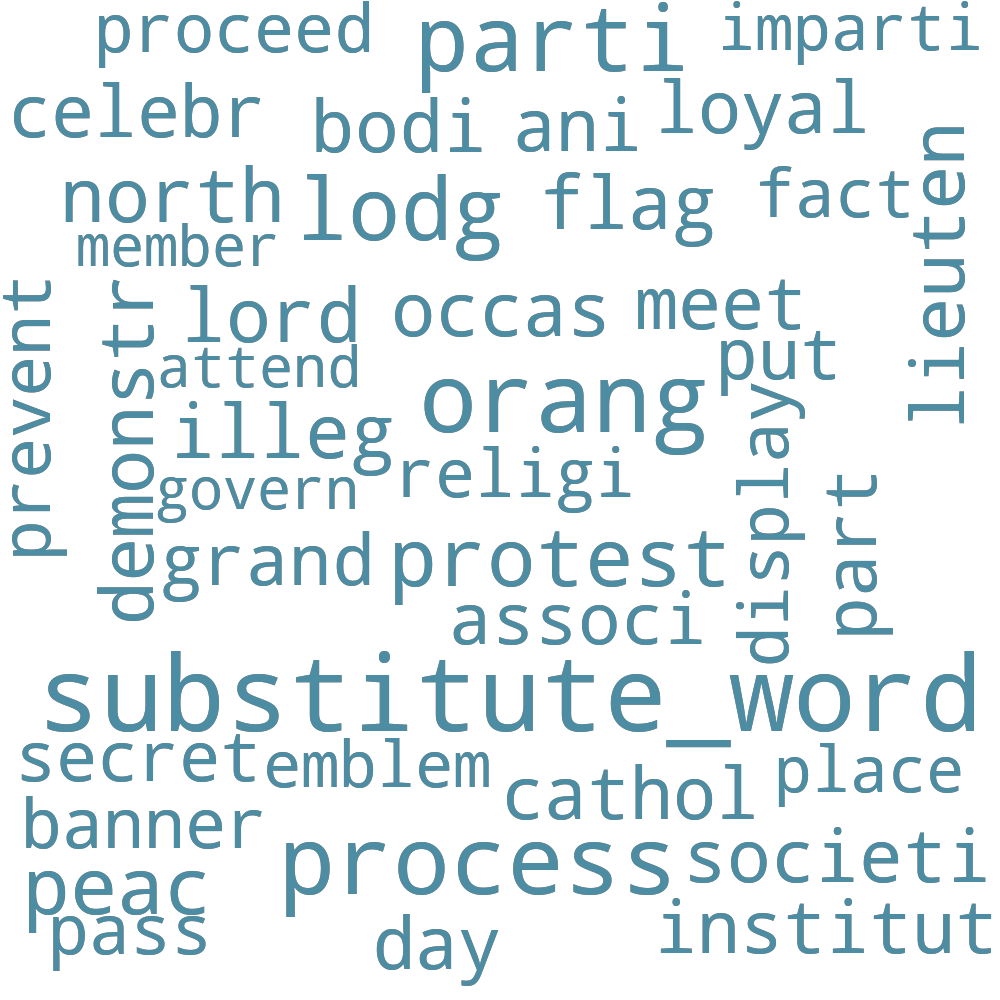 proceed parti imparti
celebr bodi ani loyal
north lodg flag fact lieuten
member
prevent demonstr lord occas meet
attend put
orang display
illeg
govern religi part
grand protest
associ
substitute_word
secret emblem cathol place
banner
process societi
peac
pass day institut